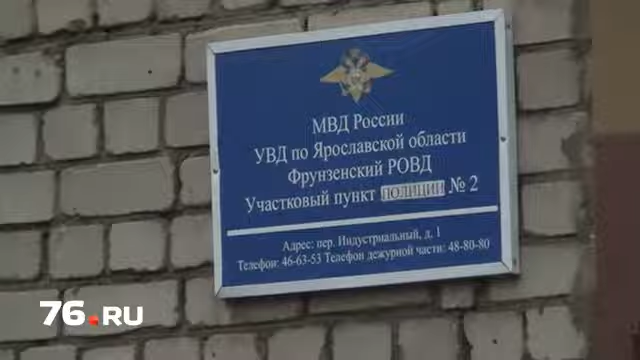 МВД России
УВД по Ярославской области
Фрунзенский РОВД
Участковый пункт ПОЛИЦИИ № 2
Адрес: пер. Индустриальный, д. 1
Телефон: 46-63-53 Телефон дежурной части: 48-80-80
76.RU